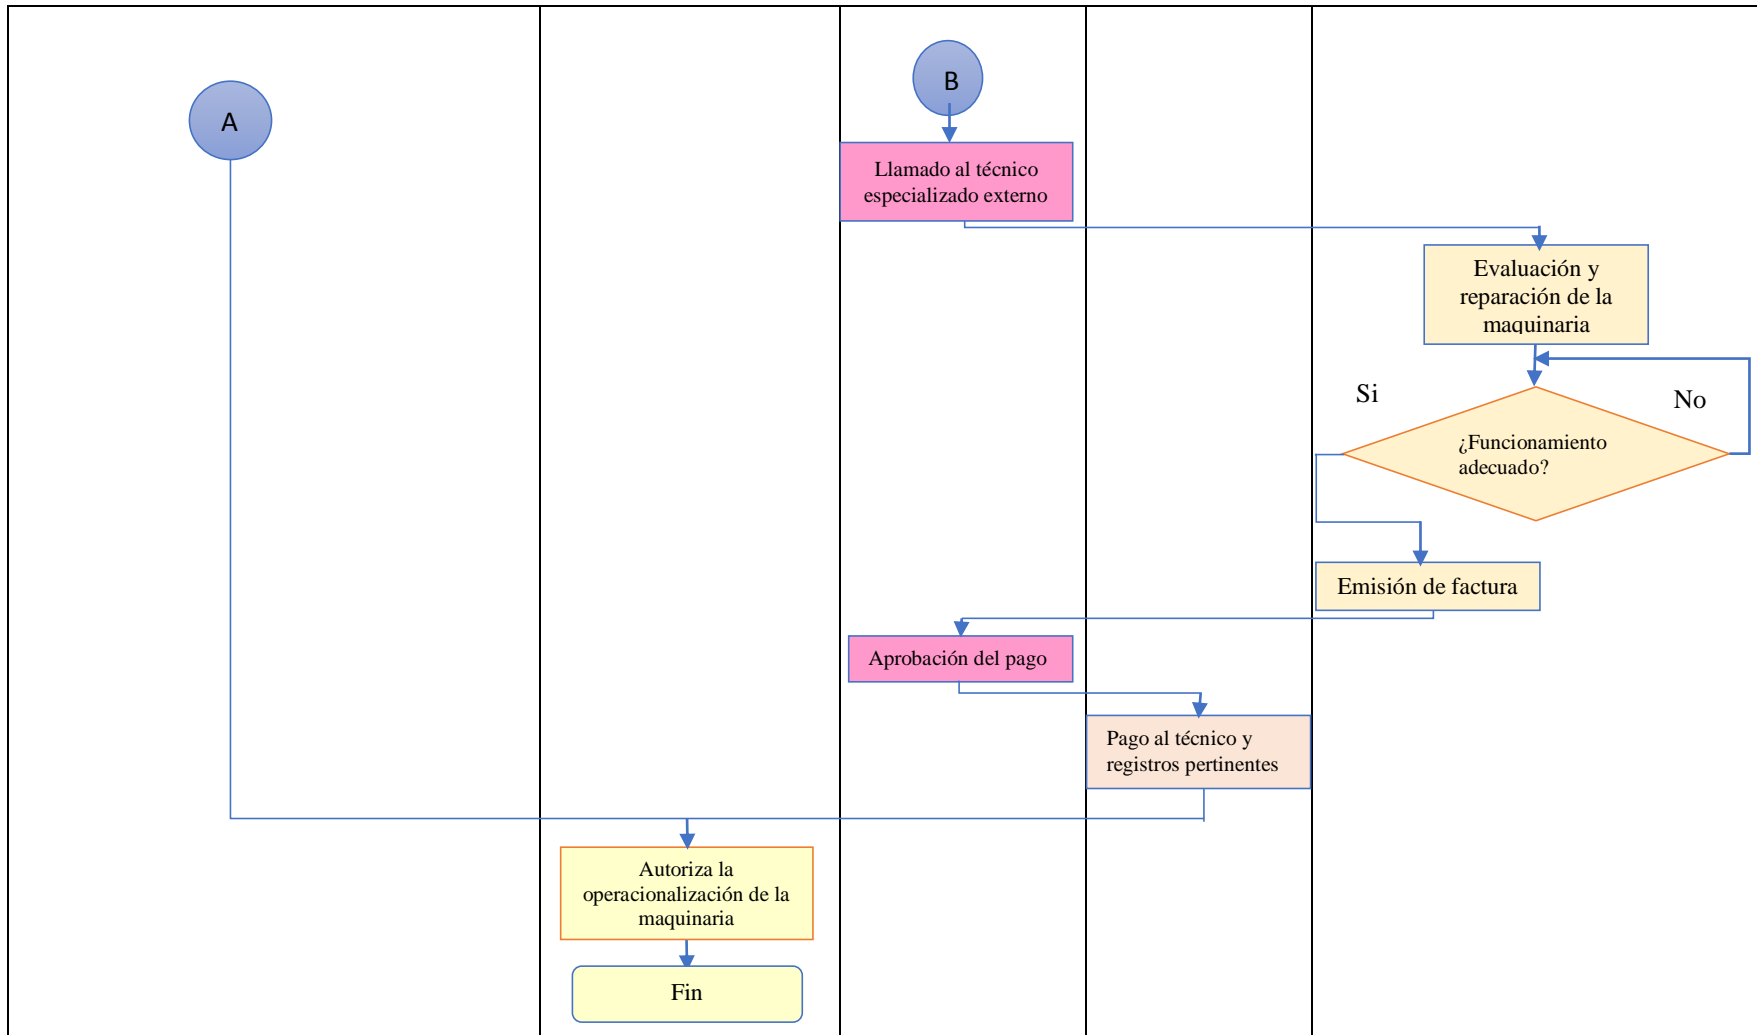 B
A
Llamado al técnico
especializado externo
Evaluación y
reparación de la
maquinaria
Si
No
¿Funcionamiento
adecuado?
Emisión de factura
Aprobación del pago
Pago al técnico y
registros pertinentes
Autoriza la
operacionalización de la
maquinaria
Fin